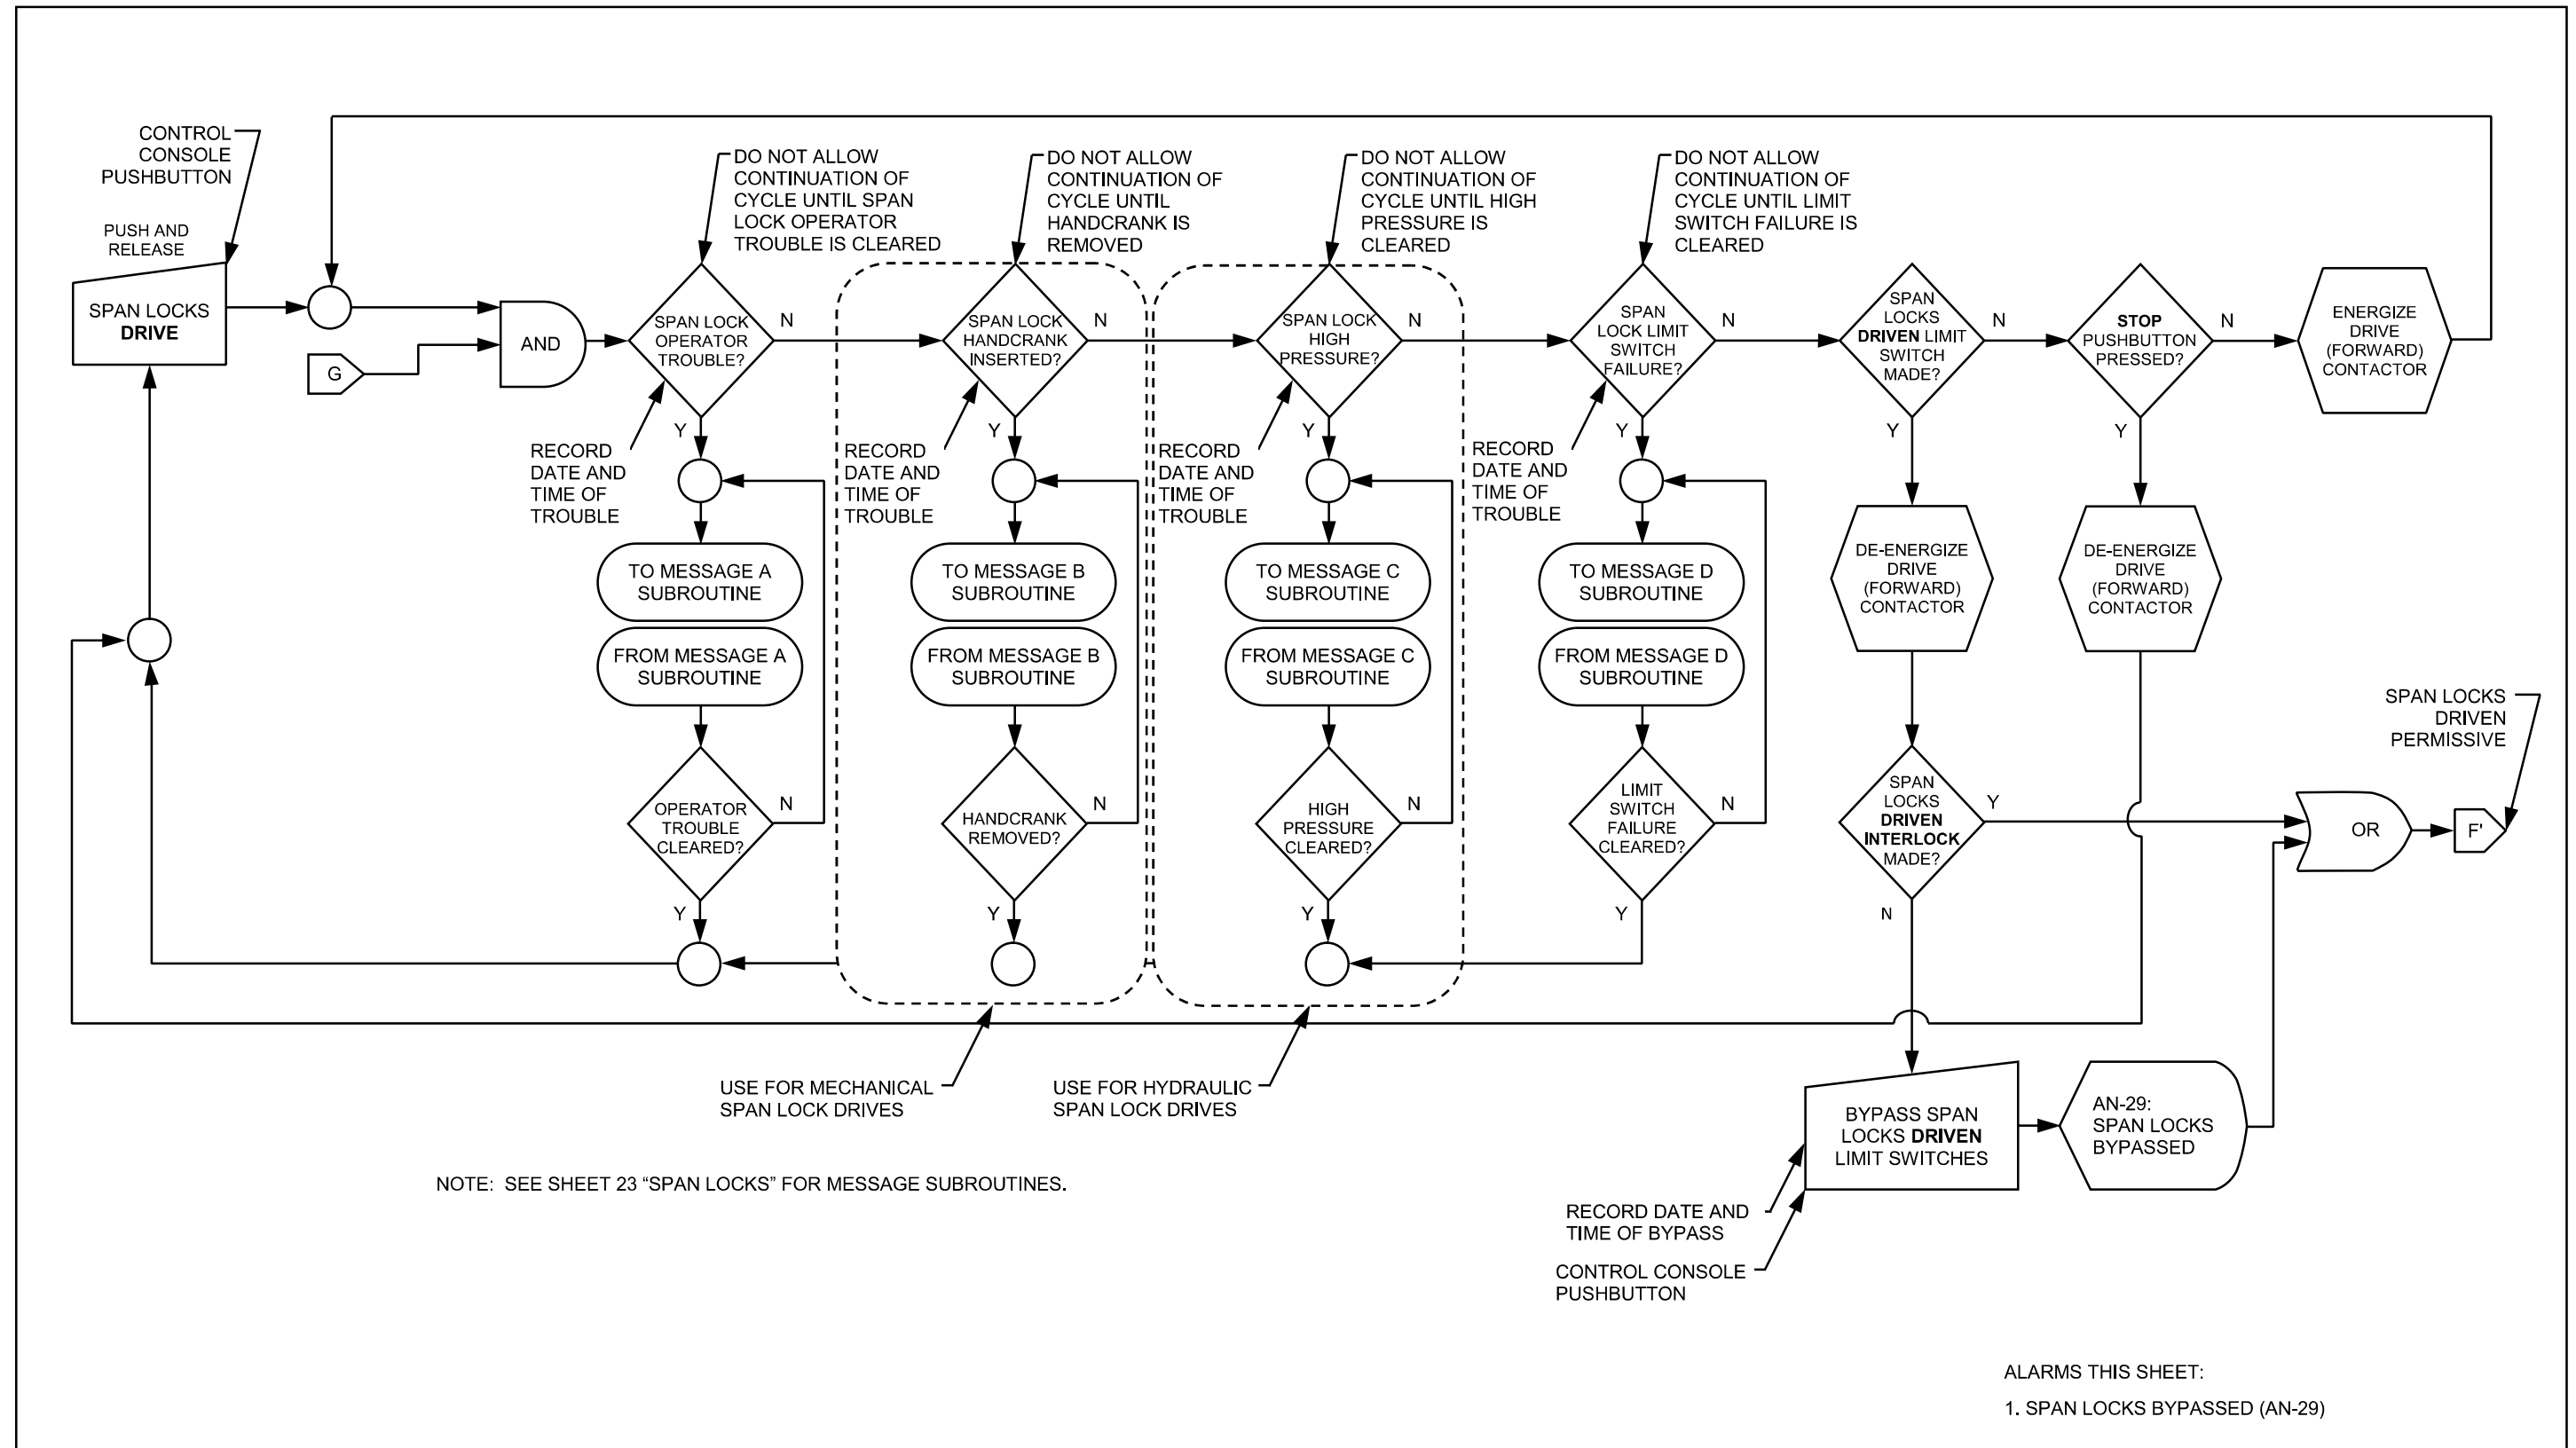 CONTROL
CONSOLE
PUSHBUTTON
PUSH AND
RELEASE
SPAN LOCKS
DRIVE
G
AND
DO NOT ALLOW
CONTINUATION OF
CYCLE UNTIL SPAN
LOCK OPERATOR
TROUBLE IS CLEARED
SPAN LOCK
OPERATOR
TROUBLE?
N
Y
RECORD
DATE AND
TIME OF
TROUBLE
TO MESSAGE A
SUBROUTINE
FROM MESSAGE A
SUBROUTINE
OPERATOR
TROUBLE
CLEARED?
N
Y
DO NOT ALLOW
CONTINUATION OF
CYCLE UNTIL
HANDCRANK IS
REMOVED
SPAN LOCK
HANDCRANK
INSERTED?
N
Y
RECORD
DATE AND
TIME OF
TROUBLE
TO MESSAGE B
SUBROUTINE
FROM MESSAGE B
SUBROUTINE
HANDCRANK
REMOVED?
N
Y
USE FOR MECHANICAL
SPAN LOCK DRIVES
DO NOT ALLOW
CONTINUATION OF
CYCLE UNTIL HIGH
PRESSURE IS
CLEARED
SPAN LOCK
HIGH
PRESSURE?
N
Y
RECORD
DATE AND
TIME OF
TROUBLE
TO MESSAGE C
SUBROUTINE
FROM MESSAGE C
SUBROUTINE
HIGH
PRESSURE
CLEARED?
N
Y
USE FOR HYDRAULIC
SPAN LOCK DRIVES
DO NOT ALLOW
CONTINUATION OF
CYCLE UNTIL LIMIT
SWITCH FAILURE IS
CLEARED
SPAN
LOCK LIMIT
SWITCH
FAILURE?
N
Y
RECORD
DATE AND
TIME OF
TROUBLE
TO MESSAGE D
SUBROUTINE
FROM MESSAGE D
SUBROUTINE
LIMIT
SWITCH
FAILURE
CLEARED?
N
Y
SPAN
LOCKS
DRIVEN LIMIT
SWITCH
MADE?
N
Y
DE-ENERGIZE
DRIVE
(FORWARD)
CONTACTOR
SPAN
LOCKS
DRIVEN
INTERLOCK
MADE?
Y
N
STOP
PUSHBUTTON
PRESSED?
N
Y
DE-ENERGIZE
DRIVE
(FORWARD)
CONTACTOR
ENERGIZE
DRIVE
(FORWARD)
CONTACTOR
SPAN LOCKS
DRIVEN
PERMISSIVE
OR
F'
BYPASS SPAN
LOCKS DRIVEN
LIMIT SWITCHES
AN-29:
SPAN LOCKS
BYPASSED
RECORD DATE AND
TIME OF BYPASS
CONTROL CONSOLE
PUSHBUTTON
NOTE: SEE SHEET 23 “SPAN LOCKS” FOR MESSAGE SUBROUTINES.
ALARMS THIS SHEET:
1. SPAN LOCKS BYPASSED (AN-29)